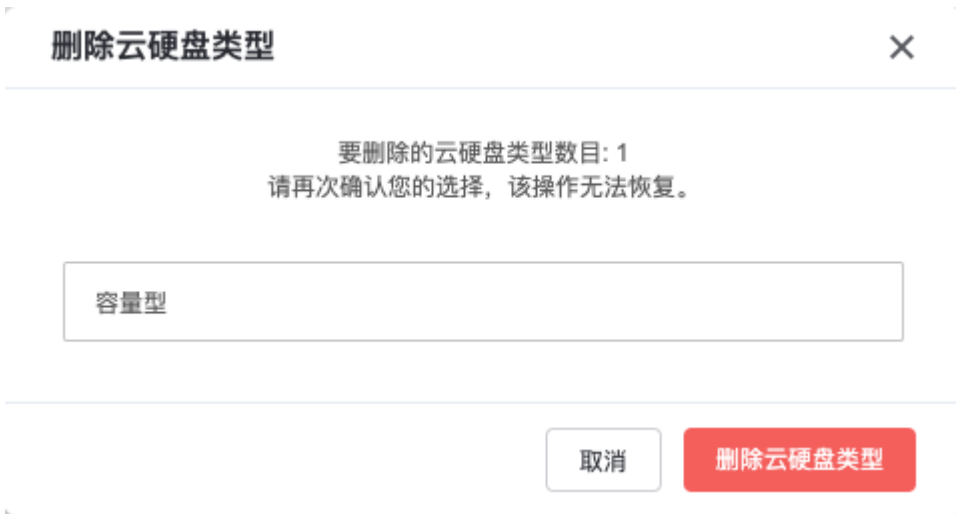 删除云硬盘类型
要删除的云硬盘类型数目: 1
请再次确认您的选择，该操作无法恢复。
容量型
取消
删除云硬盘类型